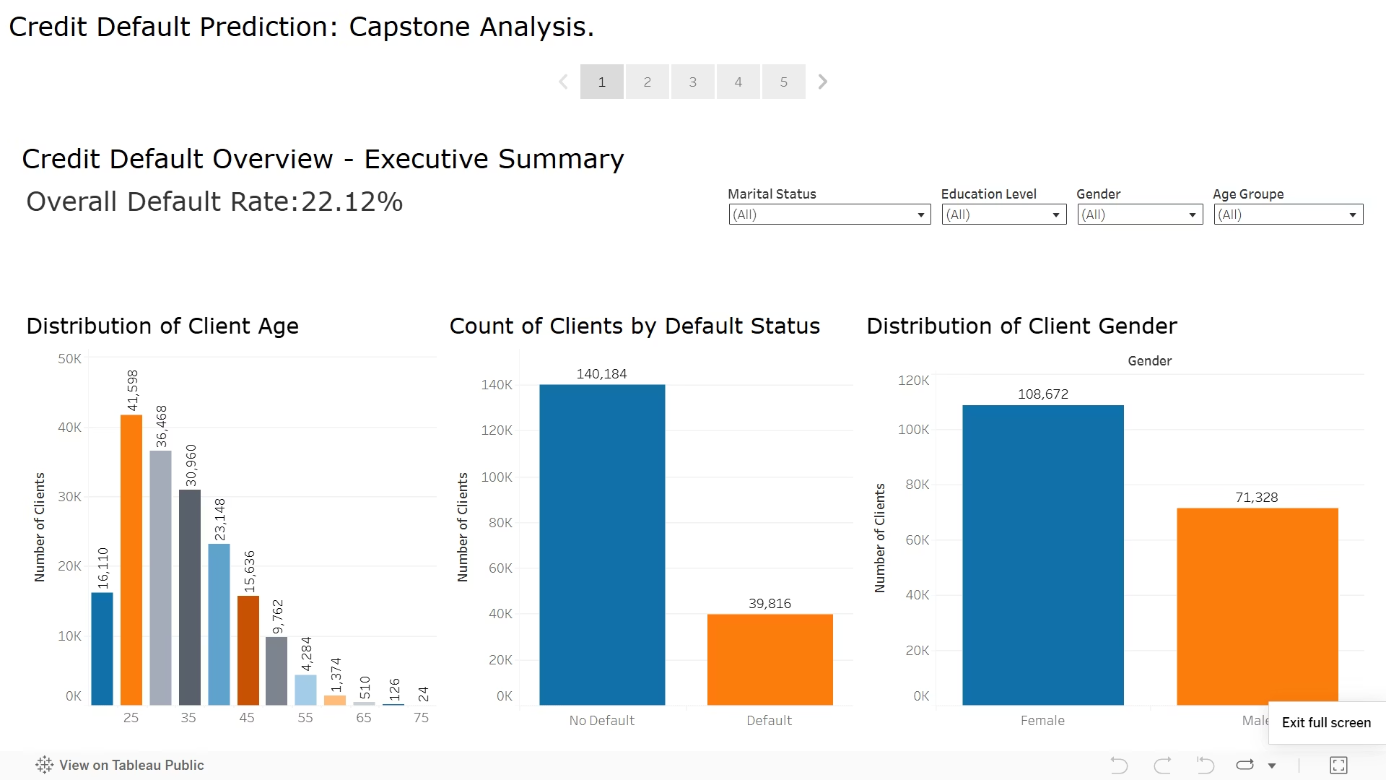 Credit Default Prediction: Capstone Analysis.
1 2 3 4 5
Credit Default Overview - Executive Summary
Overall Default Rate:22.12%
Marital Status Education Level Gender Age Groupe
(All) (All) (All) (All)
Distribution of Client Age
Number of Clients
50K
40K
30K
20K
10K
0K
16,110
41,598
36,468
30,960
23,148
15,636
9,762
4,284
1,374
510
126
24
25 35 45 55 65 75
Count of Clients by Default Status
Number of Clients
140K
120K
100K
80K
60K
40K
20K
0K
140,184
39,816
No Default Default
Distribution of Client Gender
Gender
Number of Clients
120K
100K
80K
60K
40K
20K
0K
108,672
71,328
Female Male
Exit full screen
View on Tableau Public